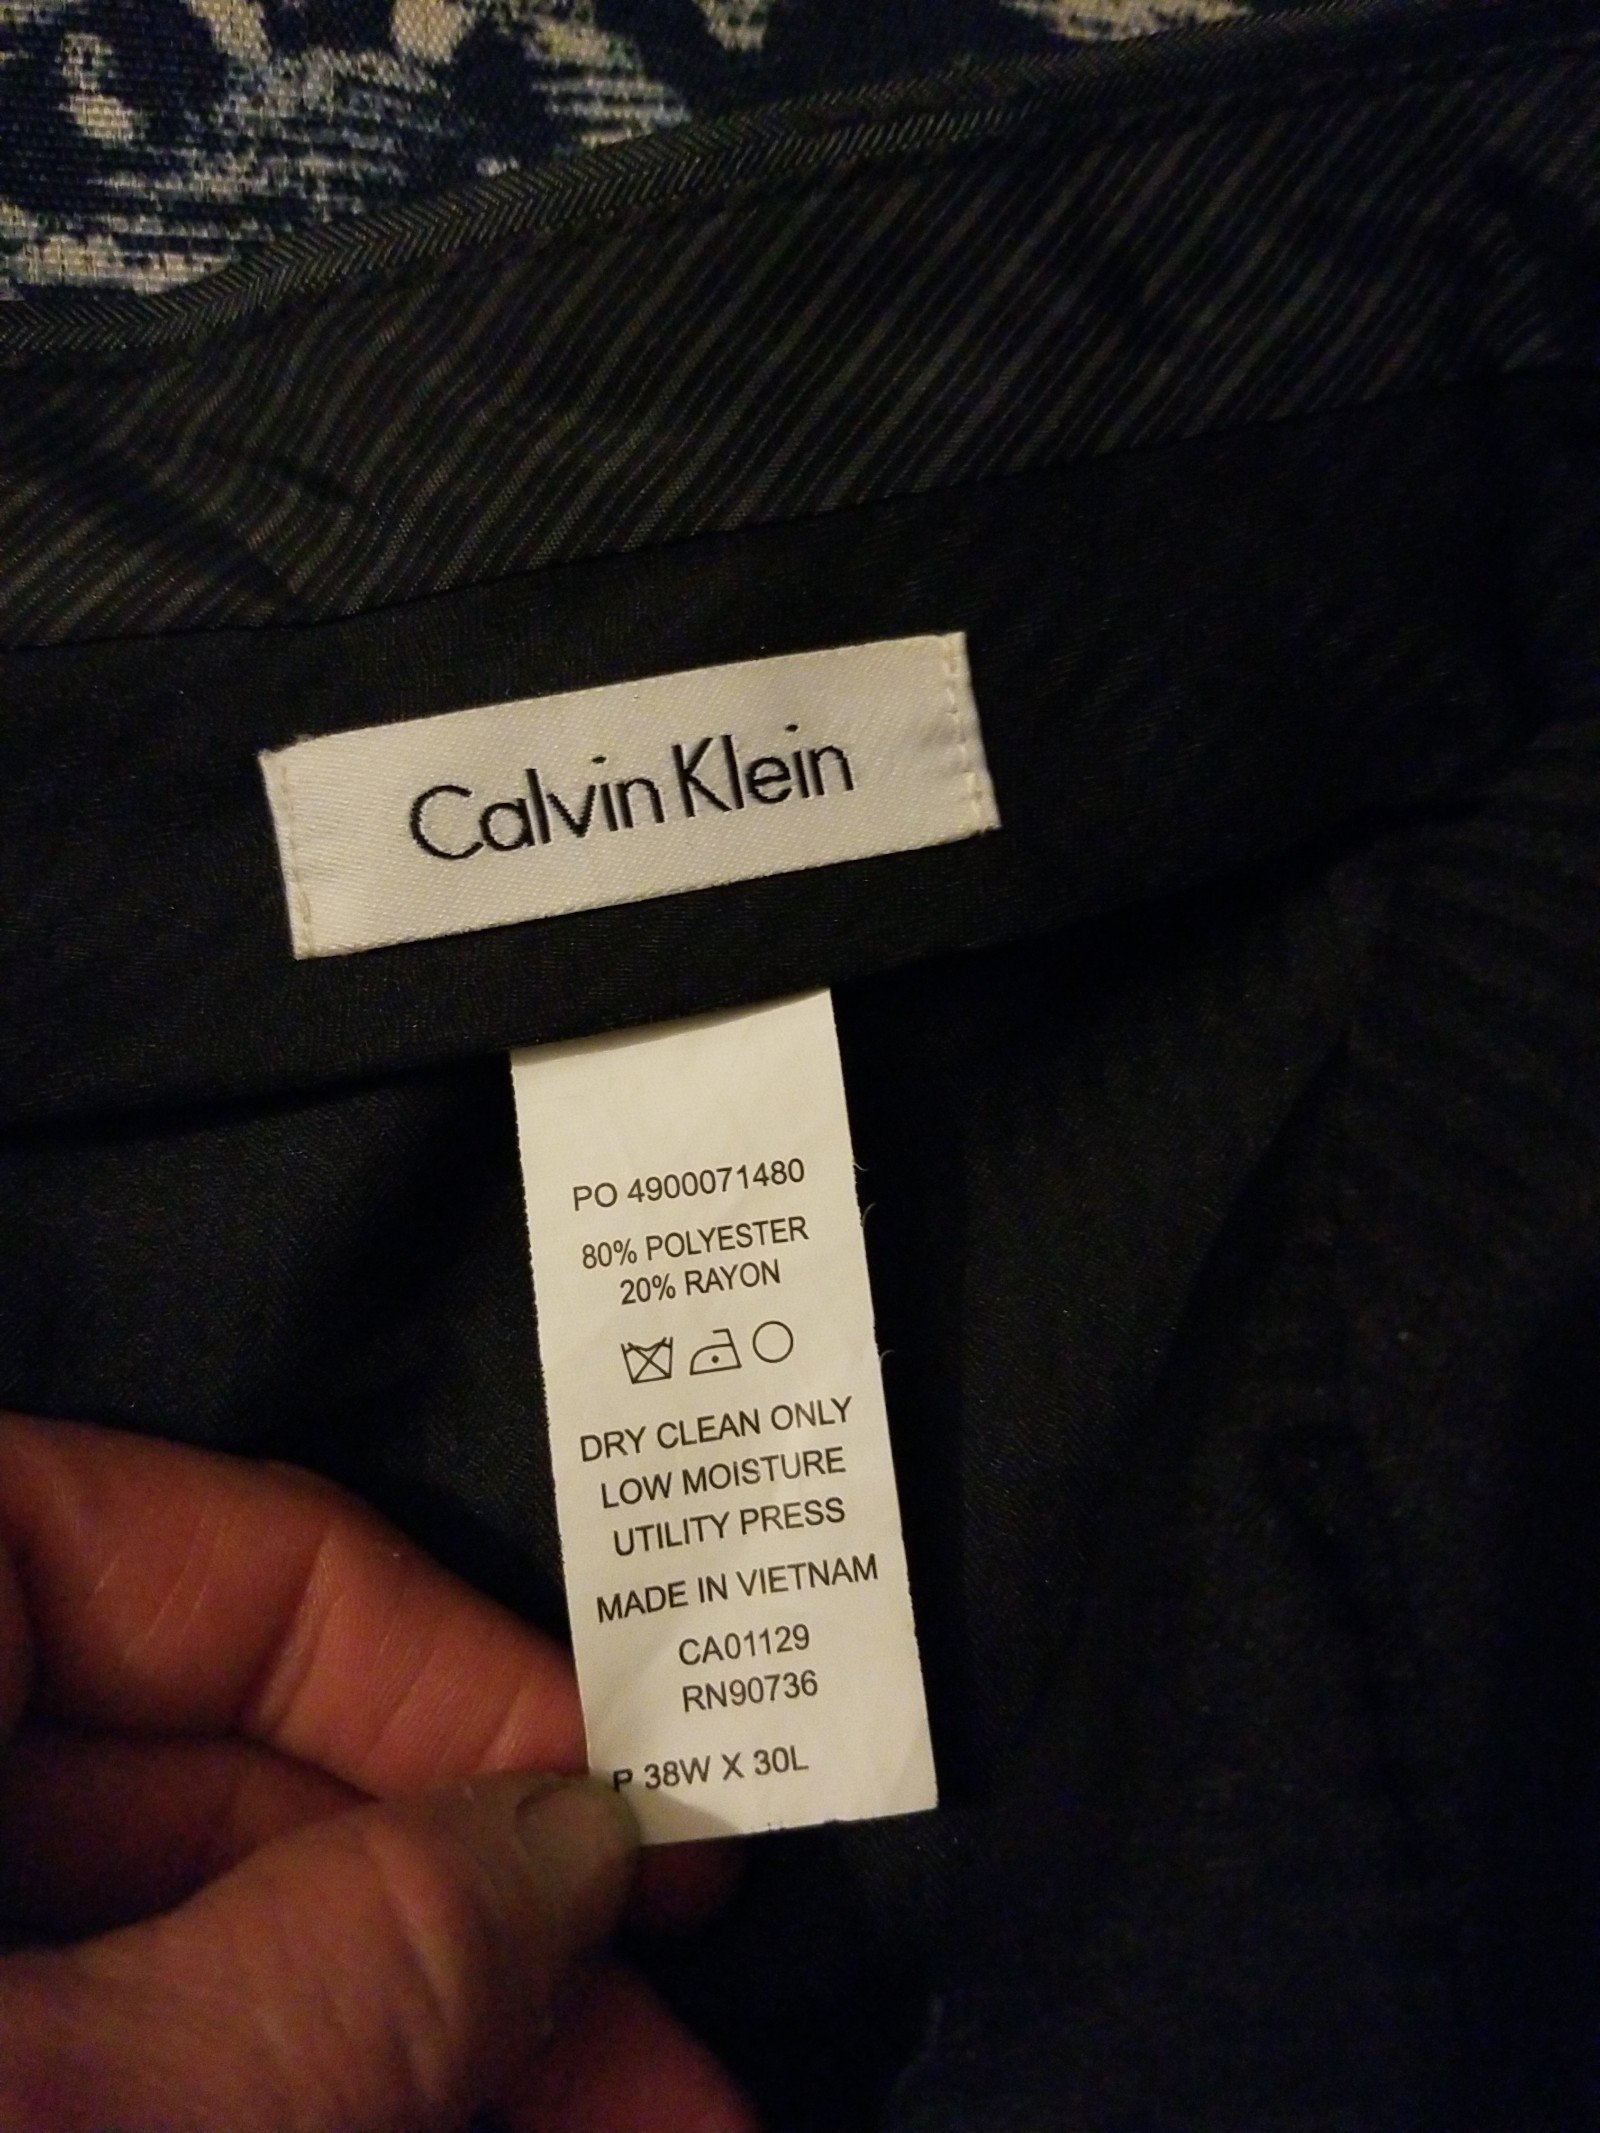 Calvin Klein
PO 4900071480
80% POLYESTER
20% RAYON
DRY CLEAN ONLY
LOW MOISTURE
UTILITY PRESS
MADE IN VIETNAM
CA01129
RN90736
P 38W X 30L